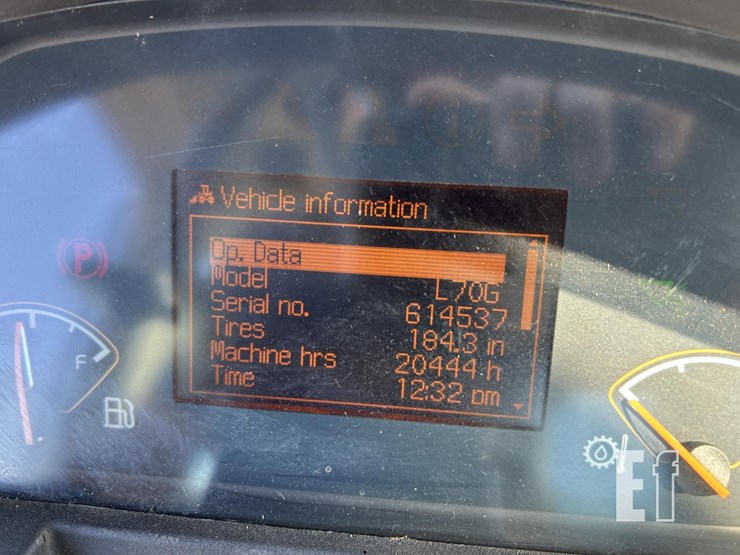 Vehicle information
Op. Data
Model L70G
Serial no. 614537
Tires 184.3 in
Machine hrs 20444 h
Time 12:32 pm
P
F
Ef